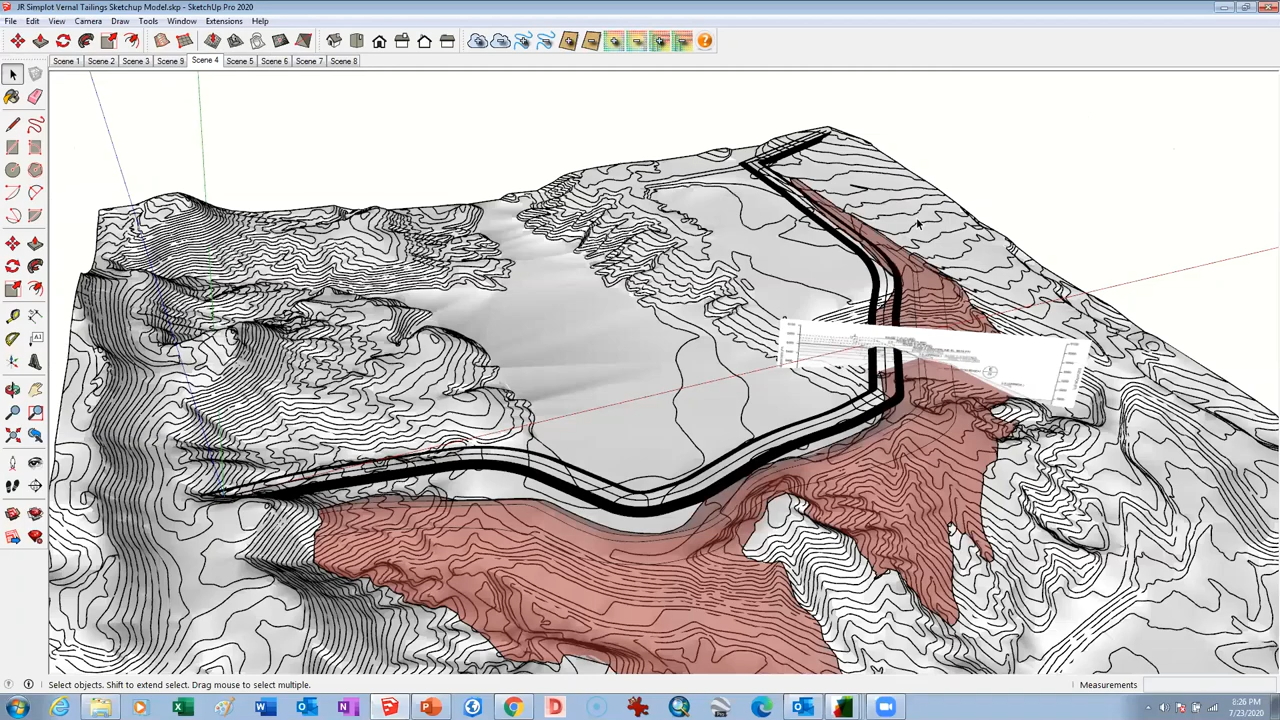 JR Simplot Vernal Tailings Sketchup Model.skp - SketchUp Pro 2020
File Edit View Camera Draw Tools Window Extensions Help
Scene 1 Scene 2 Scene 3 Scene 9 Scene 4 Scene 5 Scene 6 Scene 7 Scene 8
Select objects. Shift to extend select. Drag mouse to select multiple.
Measurements
8:26 PM
7/23/2020